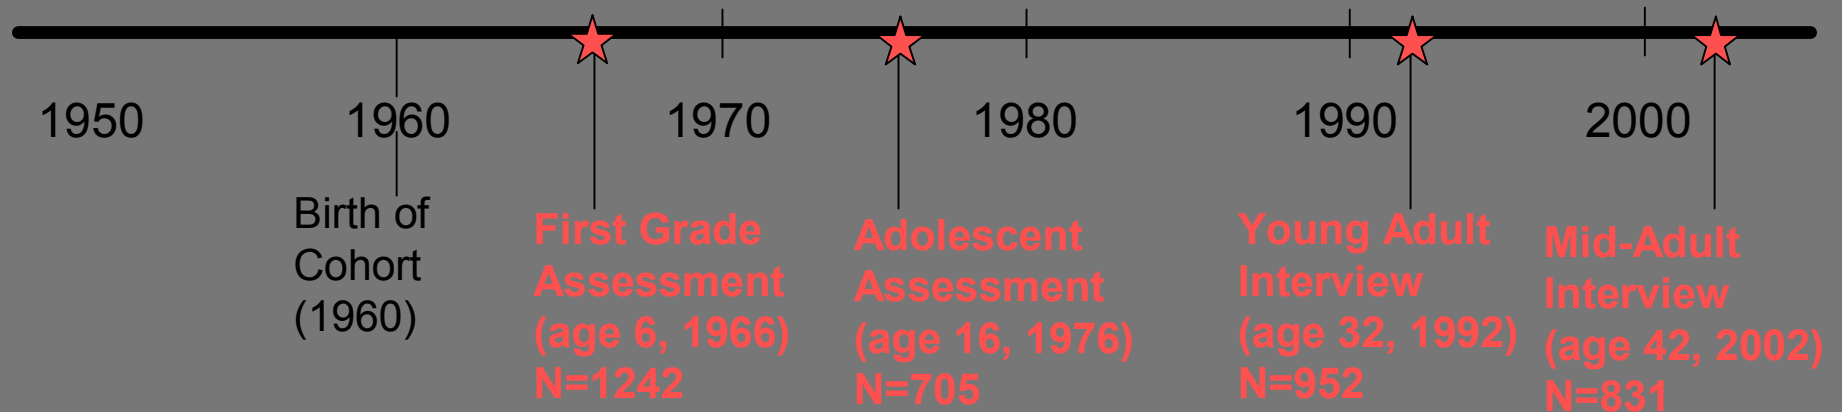 1950
1960
1970
1980
1990
2000
Birth of
Cohort
(1960)
First Grade
Assessment
(age 6, 1966)
N=1242
Adolescent
Assessment
(age 16, 1976)
N=705
Young Adult
Interview
(age 32, 1992)
N=952
Mid-Adult
Interview
(age 42, 2002)
N=831